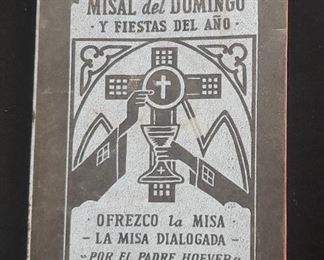 MISAL del DOMINGO
· Y FIESTAS DEL AÑO ·
· OFREZCO la MISA ·
- LA MISA DIALOGADA -
"POR EL PADRE HOEVER"